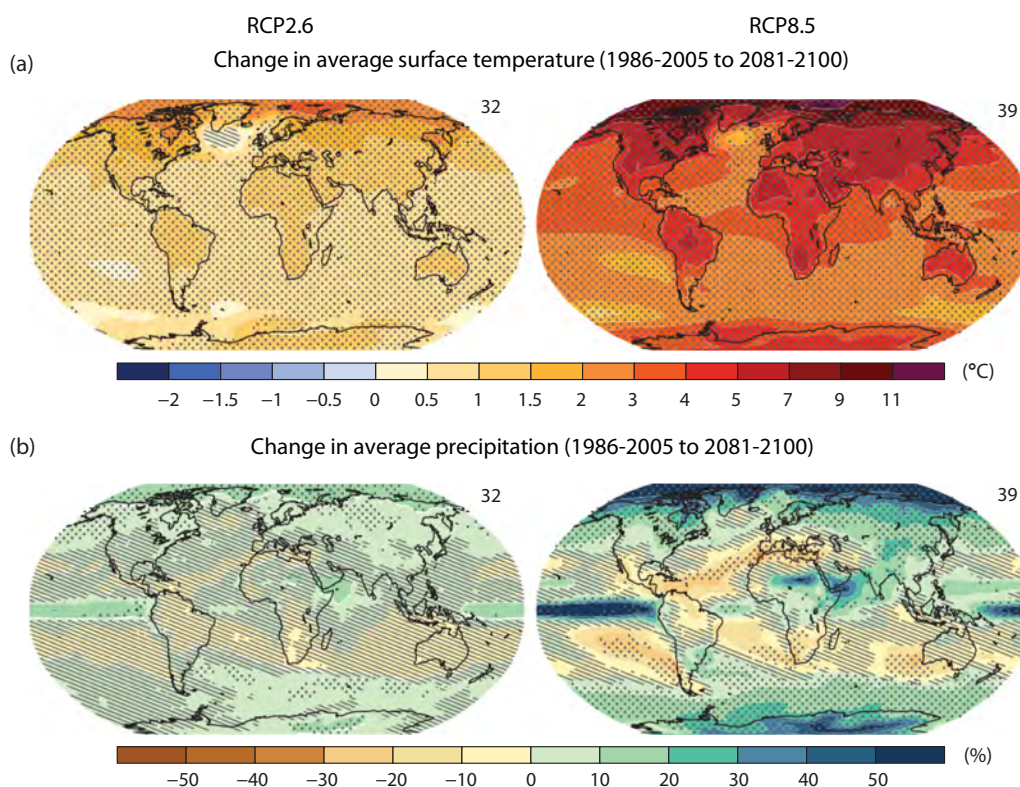 RCP2.6 RCP8.5
(a) Change in average surface temperature (1986-2005 to 2081-2100)
32 39
(°C)
−2 −1.5 −1 −0.5 0 0.5 1 1.5 2 3 4 5 7 9 11
(b) Change in average precipitation (1986-2005 to 2081-2100)
32 39
(%)
−50 −40 −30 −20 −10 0 10 20 30 40 50